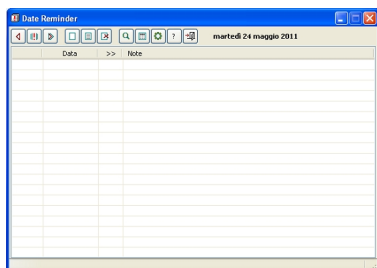 Date Reminder
? martedì 24 maggio 2011
Data >> Note